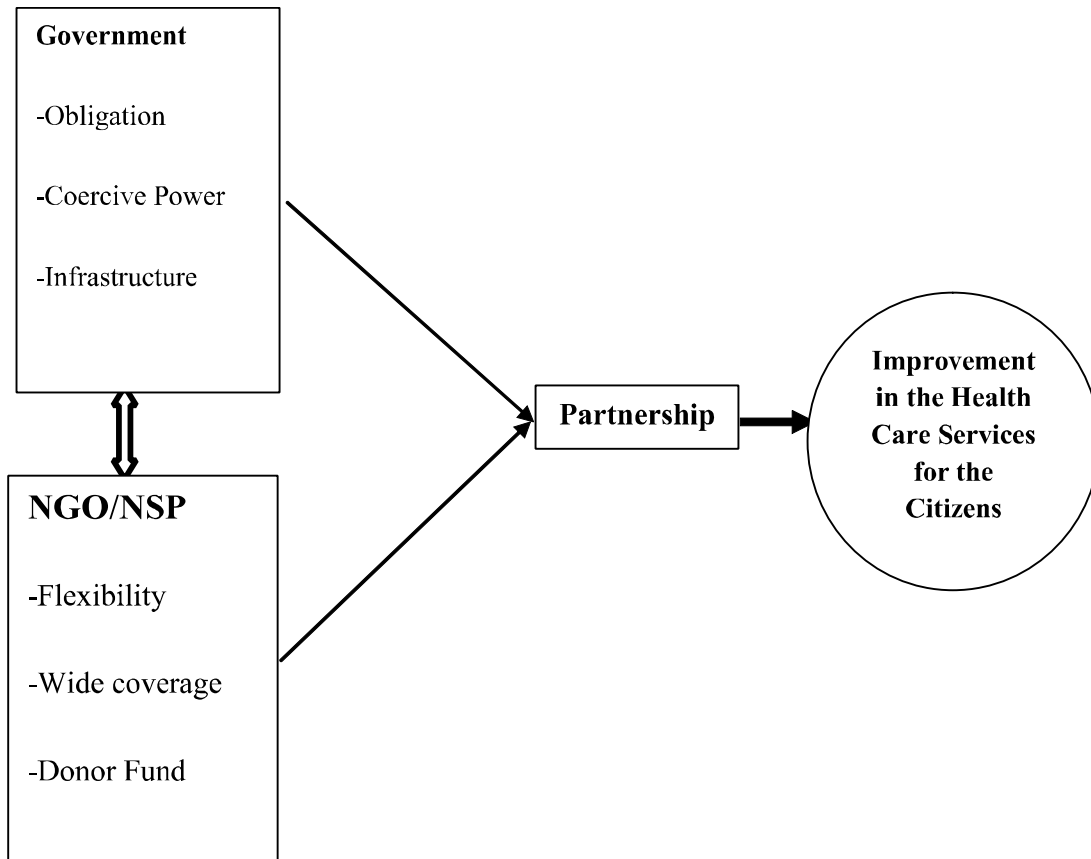 Government
-Obligation
-Coercive Power
-Infrastructure
NGO/NSP
-Flexibility
-Wide coverage
-Donor Fund
Partnership
Improvement
in the Health
Care Services
for the
Citizens